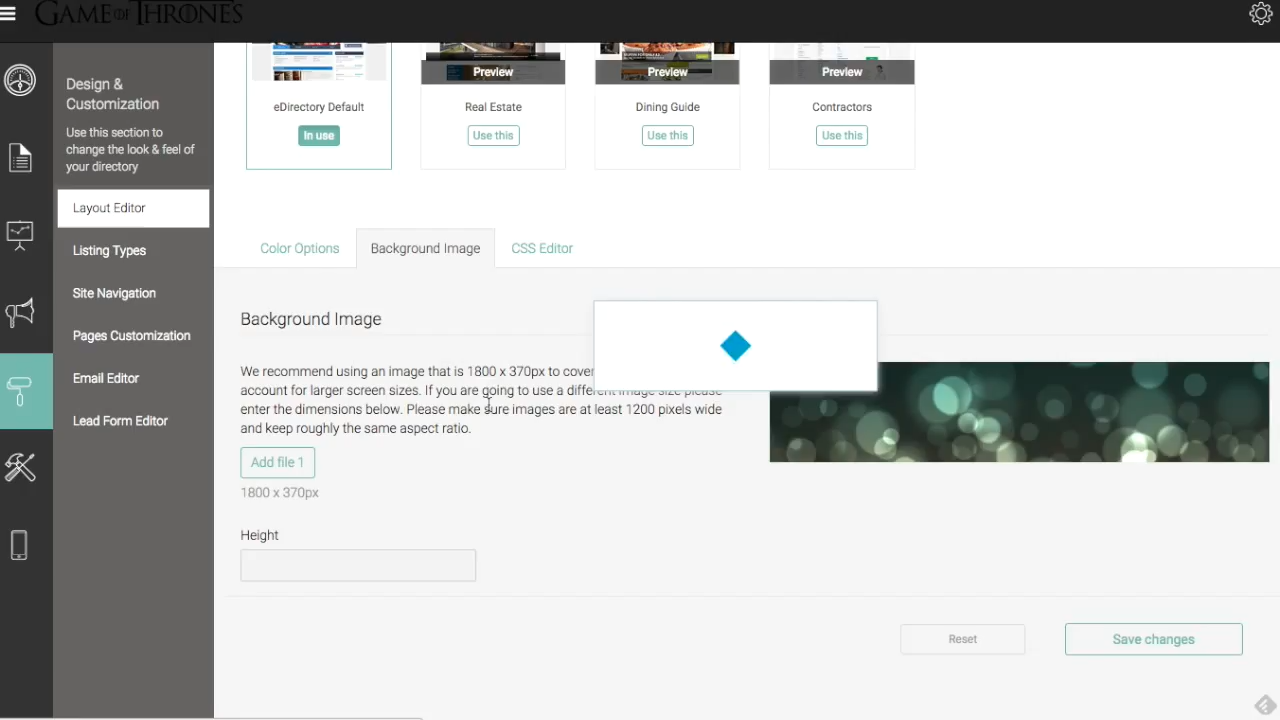 GAME OF THRONES
Design &
Customization
Use this section to
change the look & feel of
your directory
Layout Editor
Listing Types
Site Navigation
Pages Customization
Email Editor
Lead Form Editor
Preview
Preview
Preview
eDirectory Default
Real Estate
Dining Guide
Contractors
In use
Use this
Use this
Use this
Color Options
Background Image
CSS Editor
Background Image
We recommend using an image that is 1800 x 370px to cover
account for larger screen sizes. If you are going to use a different image size please
enter the dimensions below. Please make sure images are at least 1200 pixels wide
and keep roughly the same aspect ratio.
Add file 1
1800 x 370px
Height
Reset
Save changes